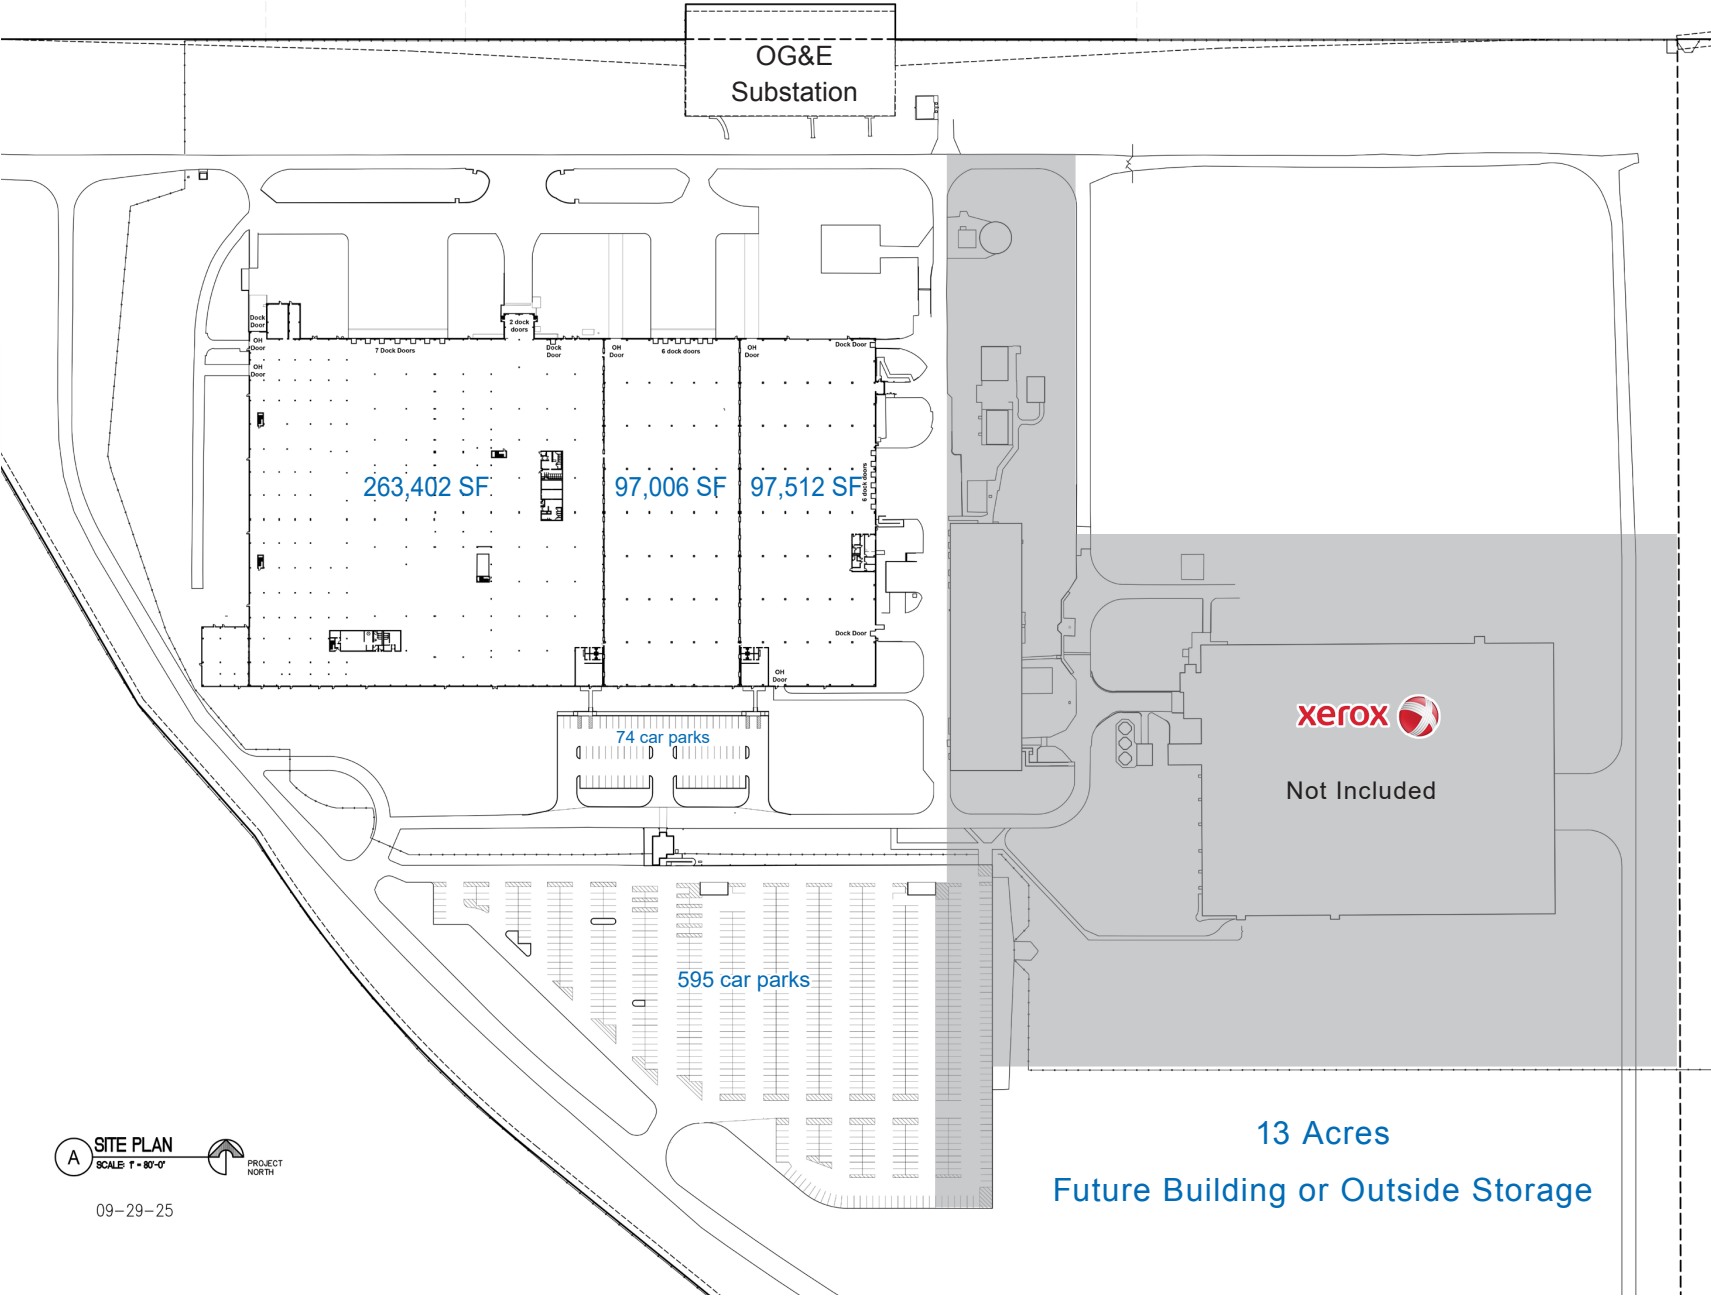 OG&E
Substation
Dock
Door
OH
Door
OH
Door
7 Dock Doors
2 dock
doors
Dock
Door
OH
Door
6 dock doors
OH
Door
Dock Door
263,402 SF
97,006 SF
97,512 SF
6 dock doors
Dock Door
OH
Door
74 car parks
xerox
Not Included
595 car parks
13 Acres
Future Building or Outside Storage
A
SITE PLAN
SCALE: 1" = 80'-0"
PROJECT
NORTH
09-29-25